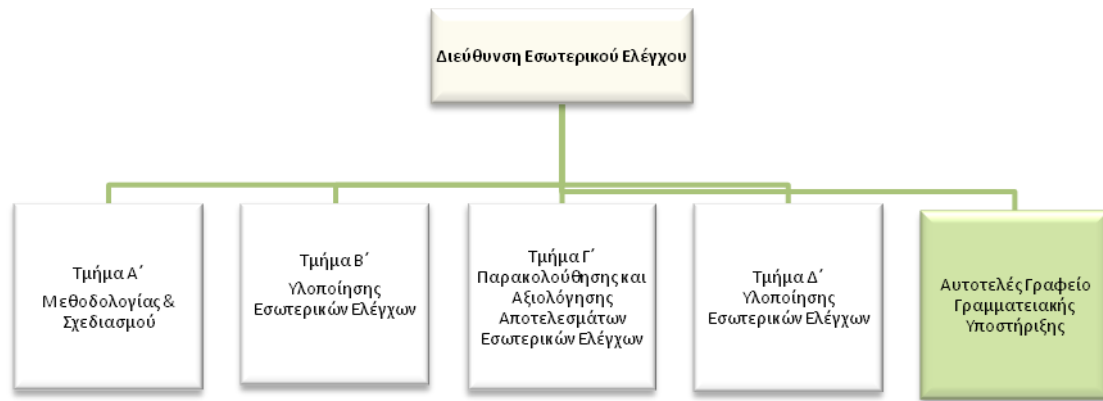 Διεύθυνση Εσωτερικού Ελέγχου
Τμήμα Α΄
Μεθοδολογίας &
Σχεδιασμού
Τμήμα Β΄
Υλοποίησης
Εσωτερικών Ελέγχων
Τμήμα Γ΄
Παρακολούθησης και
Αξιολόγησης
Αποτελεσμάτων
Εσωτερικών Ελέγχων
Τμήμα Δ΄
Υλοποίησης
Εσωτερικών Ελέγχων
Αυτοτελές Γραφείο
Γραμματειακής
Υποστήριξης